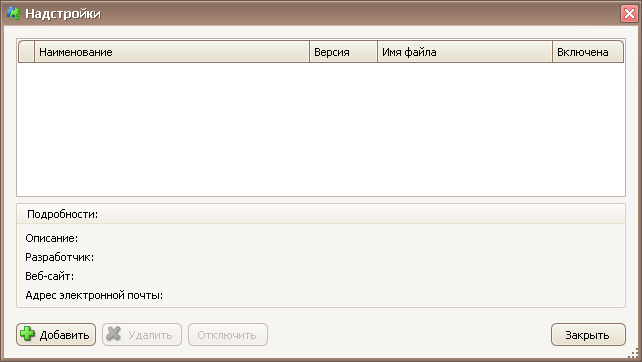 Надстройки
Наименование Версия Имя файла Включена
Подробности:
Описание:
Разработчик:
Веб-сайт:
Адрес электронной почты:
Добавить Удалить Отключить Закрыть